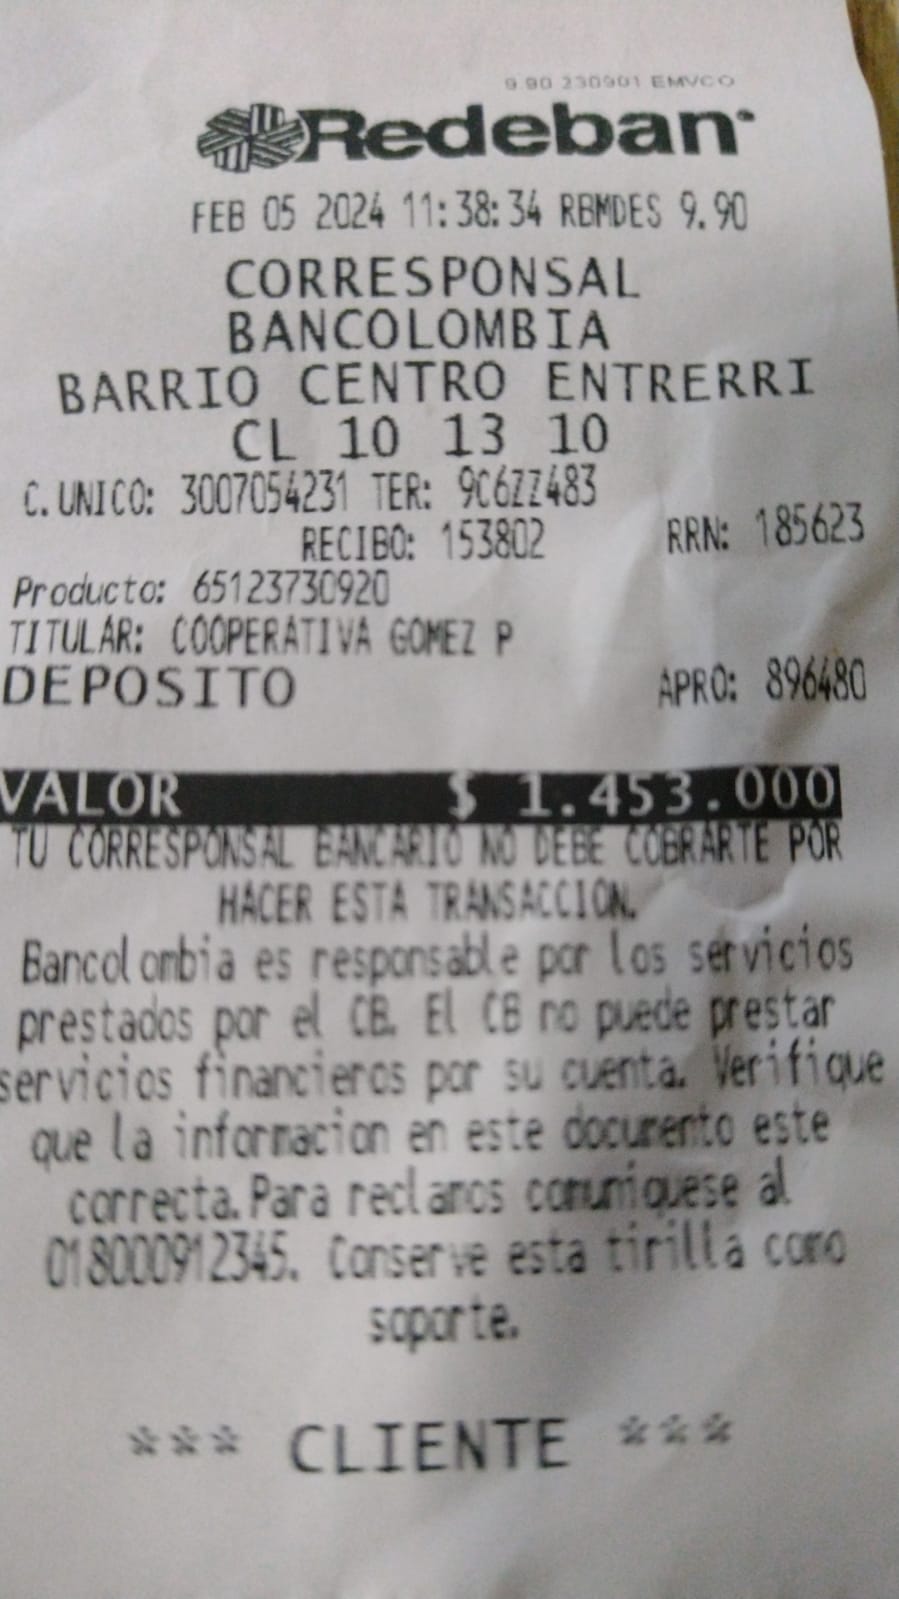 9.90 230901 EMVCO
Redeban
FEB 05 2024 11:38:34 RBMDES 9.90
CORRESPONSAL
BANCOLOMBIA
BARRIO CENTRO ENTRERRI
CL 10 13 10
C.UNICO: 3007054231 TER: 9C6ZZ483
RECIBO: 153802 RRN: 185623
Producto: 65123730920
TITULAR: COOPERATIVA GOMEZ P
DEPOSITO APRO: 896480
VALOR $ 1.453.000
TU CORRESPONSAL BANCARIO NO DEBE COBRARTE POR
HACER ESTA TRANSACCION.
Bancolombia es responsable por los servicios
prestados por el CB. El CB no puede prestar
servicios financieros por su cuenta. Verifique
que la informacion en este documento este
correcta.Para reclamos comuniquese al
018000912345. Conserve esta tirilla como
soporte.
*** CLIENTE ***